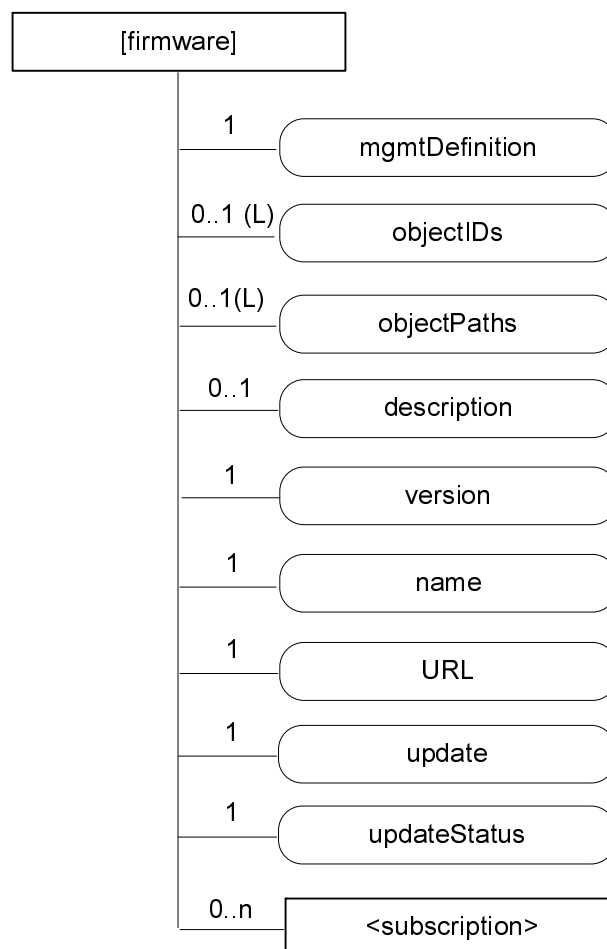 [firmware]
1
mgmtDefinition
0..1 (L)
objectIDs
0..1(L)
objectPaths
0..1
description
1
version
1
name
1
URL
1
update
1
updateStatus
0..n
<subscription>